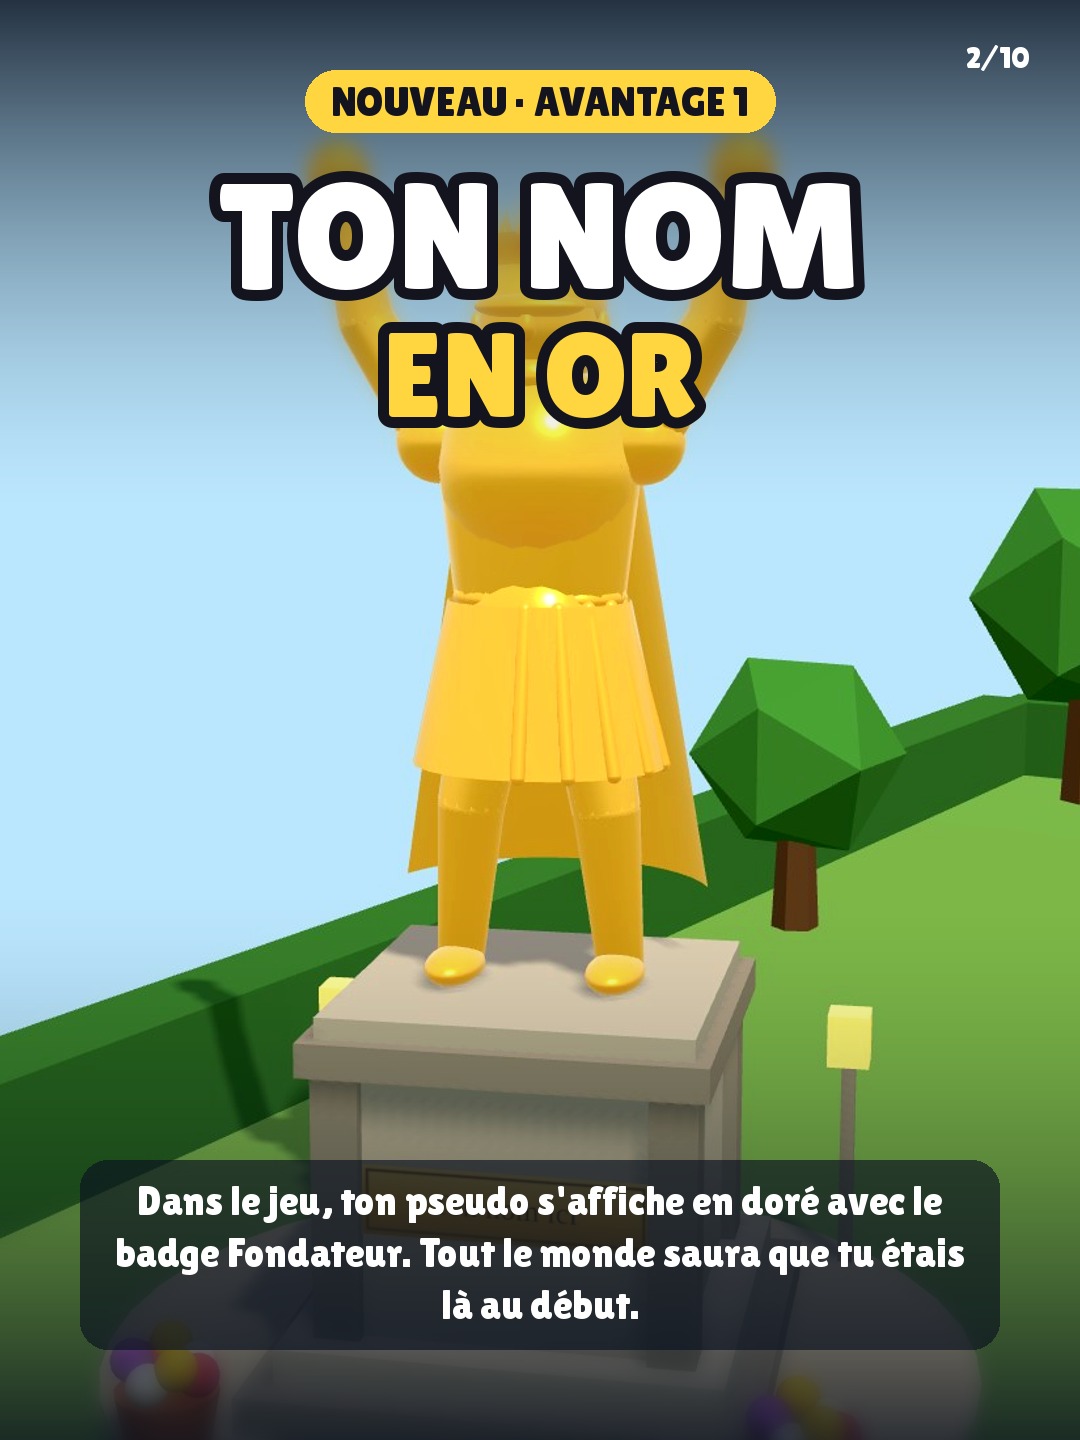 2/10
NOUVEAU · AVANTAGE 1
TON NOM
EN OR
Dans le jeu, ton pseudo s'affiche en doré avec le
badge Fondateur. Tout le monde saura que tu étais
là au début.